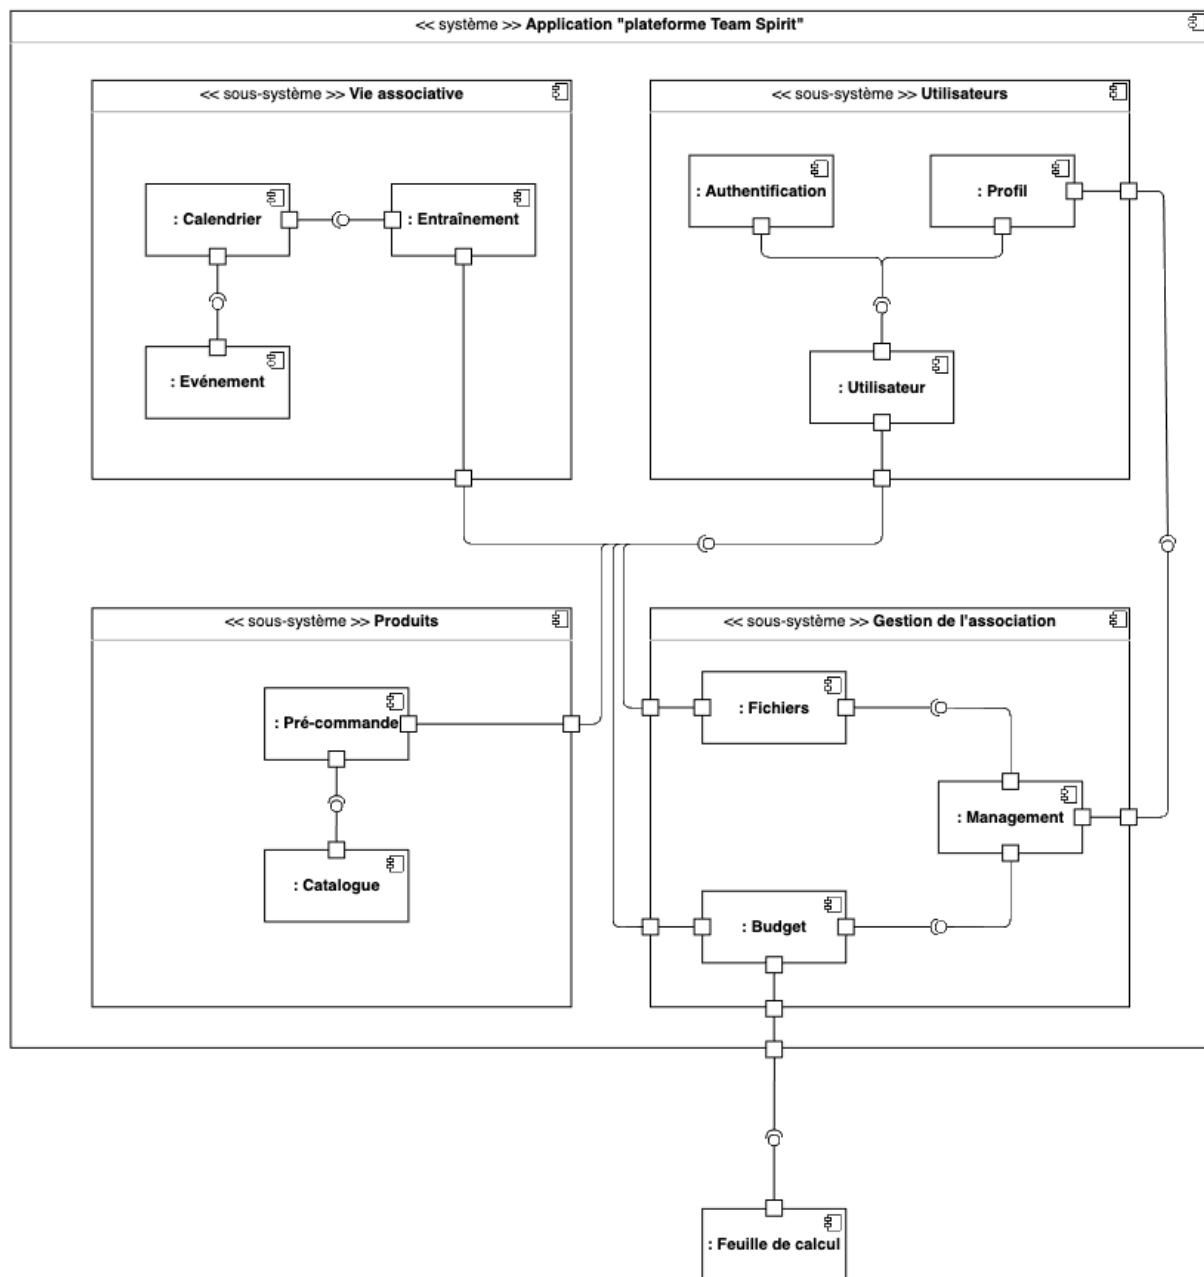 << système >> Application "plateforme Team Spirit"
<< sous-système >> Vie associative
<< sous-système >> Utilisateurs
: Authentification
: Profil
: Calendrier
: Entraînement
: Evénement
: Utilisateur
<< sous-système >> Produits
<< sous-système >> Gestion de l'association
: Pré-commande
: Fichiers
: Management
: Catalogue
: Budget
: Feuille de calcul